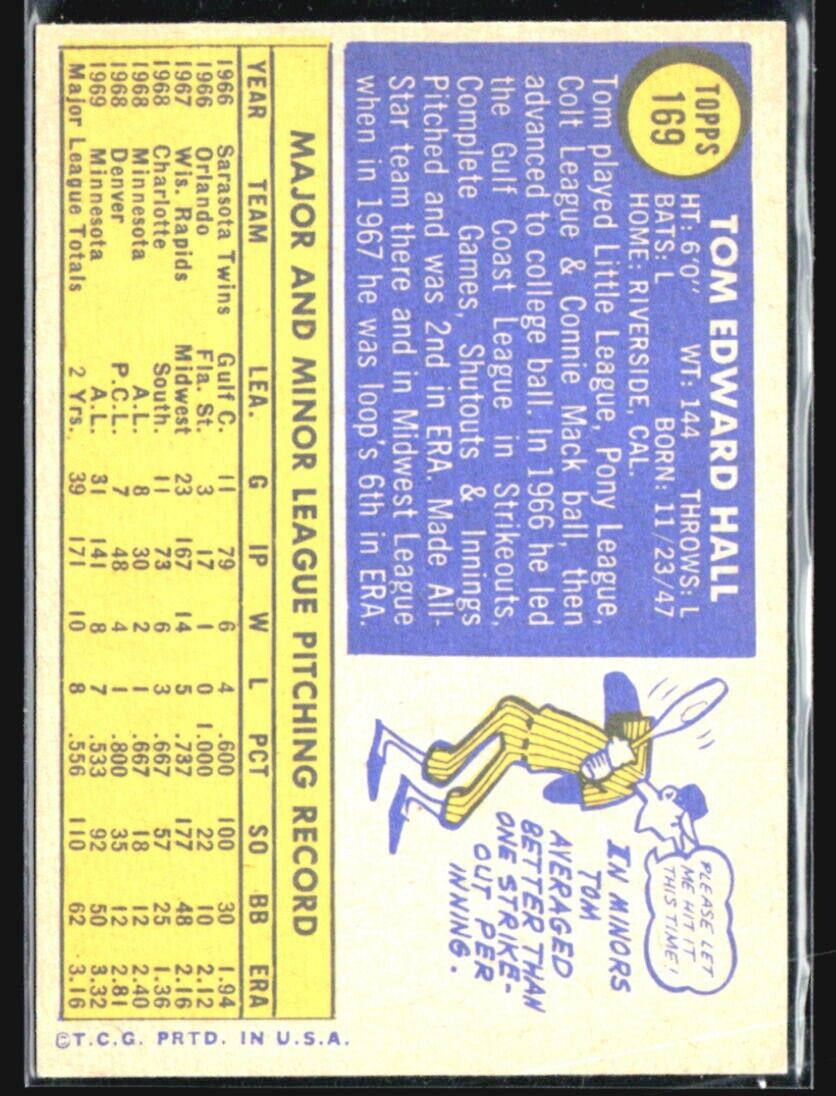 TOPPS
169
TOM EDWARD HALL
HT: 6'0" WT: 144 THROWS: L
BATS: L BORN: 11/23/47
HOME: RIVERSIDE, CAL.
Tom played Little League, Pony League,
Colt League & Connie Mack ball, then
advanced to college ball. In 1966 he led
the Gulf Coast League in Strikeouts,
Complete Games, Shutouts & Innings
Pitched and was 2nd in ERA. Made All-
Star team there and in Midwest League
when in 1967 he was loop's 6th in ERA.
PLEASE LET
ME HIT IT
THIS TIME!
IN MINORS
TOM
AVERAGED
BETTER THAN
ONE STRIKE-
OUT PER
INNING.
MAJOR AND MINOR LEAGUE PITCHING RECORD
YEAR TEAM LEA. G IP W L PCT SO BB ERA
1966 Sarasota Twins Gulf C. 11 79 6 4 .600 100 30 1.94
1966 Orlando Fla. St. 3 17 1 0 1.000 22 10 2.12
1967 Wis. Rapids Midwest 23 167 14 5 .737 177 48 2.16
1968 Charlotte South. 11 73 6 3 .667 57 25 1.36
1968 Minnesota A.L. 8 30 2 1 .667 18 12 2.40
1968 Denver P.C.L. 7 48 4 1 .800 35 12 2.81
1969 Minnesota A.L. 31 141 8 7 .533 92 50 3.32
Major League Totals 2 Yrs. 39 171 10 8 .556 110 62 3.16
©T.C.G. PRTD. IN U.S.A.